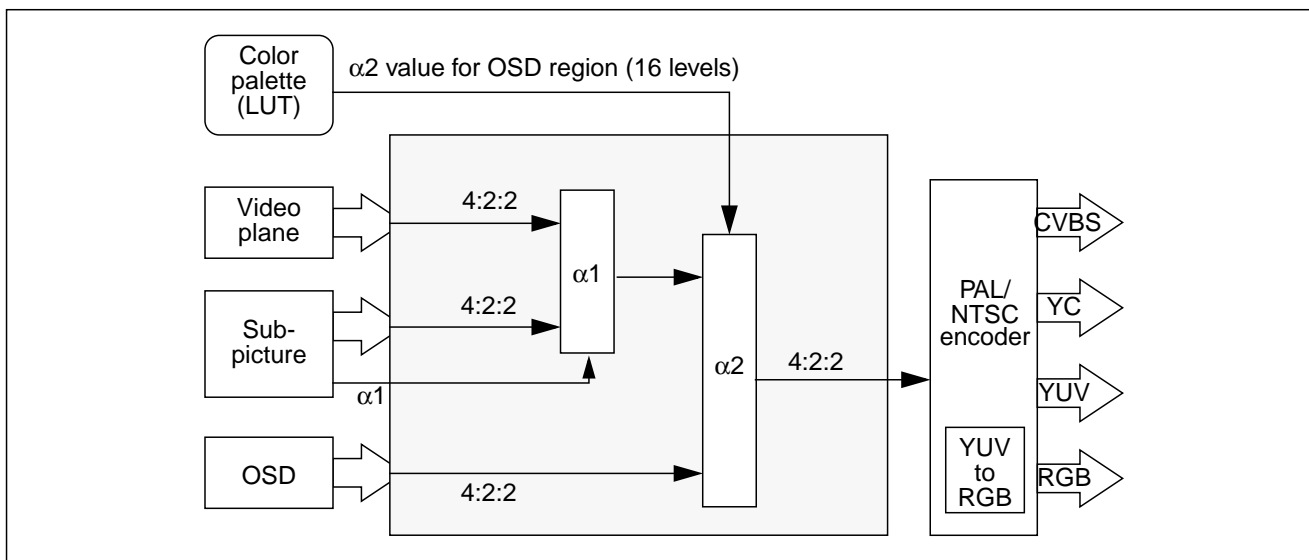 Color
palette
(LUT)
α2 value for OSD region (16 levels)
Video
plane
4:2:2
α1
Sub-
picture
4:2:2
α1
α2
4:2:2
OSD
4:2:2
PAL/
NTSC
encoder
YUV
to
RGB
CVBS
YC
YUV
RGB